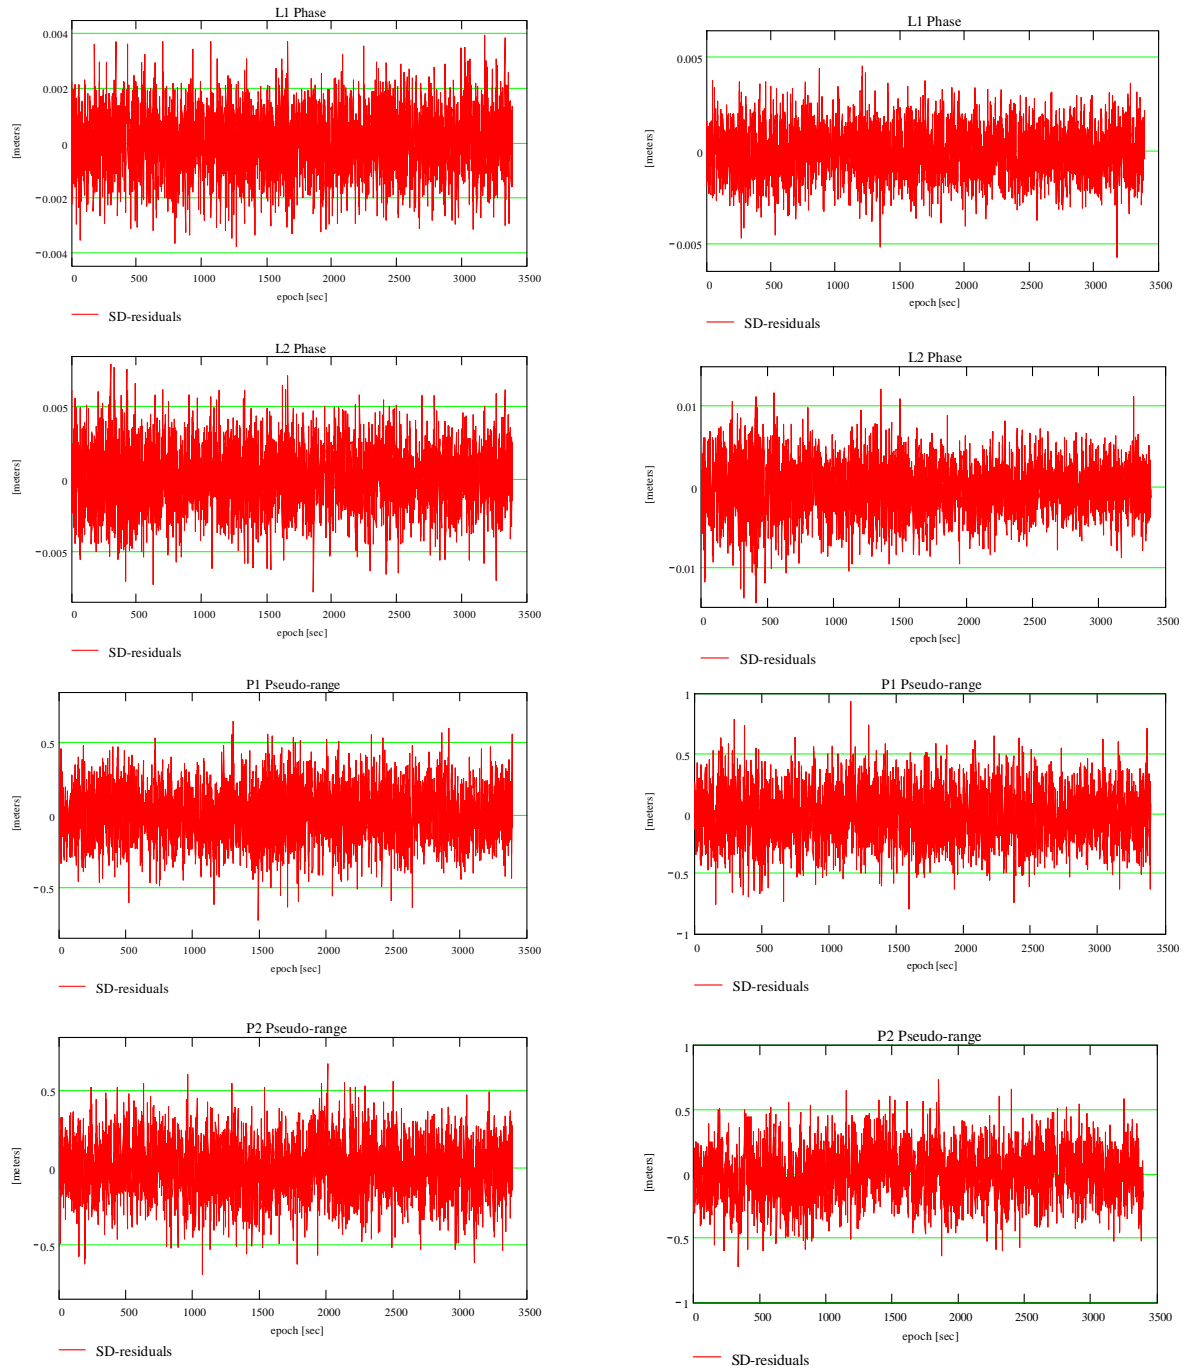 L1 Phase
0.004
0.002
0
−0.002
−0.004
[meters]
0 500 1000 1500 2000 2500 3000 3500
epoch [sec]
SD-residuals
L1 Phase
0.005
0
−0.005
[meters]
0 500 1000 1500 2000 2500 3000 3500
epoch [sec]
SD-residuals
L2 Phase
0.005
0
−0.005
[meters]
0 500 1000 1500 2000 2500 3000 3500
epoch [sec]
SD-residuals
L2 Phase
0.01
0
−0.01
[meters]
0 500 1000 1500 2000 2500 3000 3500
epoch [sec]
SD-residuals
P1 Pseudo-range
0.5
0
−0.5
[meters]
0 500 1000 1500 2000 2500 3000 3500
epoch [sec]
SD-residuals
P1 Pseudo-range
1
0.5
0
−0.5
−1
[meters]
0 500 1000 1500 2000 2500 3000 3500
epoch [sec]
SD-residuals
P2 Pseudo-range
0.5
0
−0.5
[meters]
0 500 1000 1500 2000 2500 3000 3500
epoch [sec]
SD-residuals
P2 Pseudo-range
1
0.5
0
−0.5
−1
[meters]
0 500 1000 1500 2000 2500 3000 3500
epoch [sec]
SD-residuals